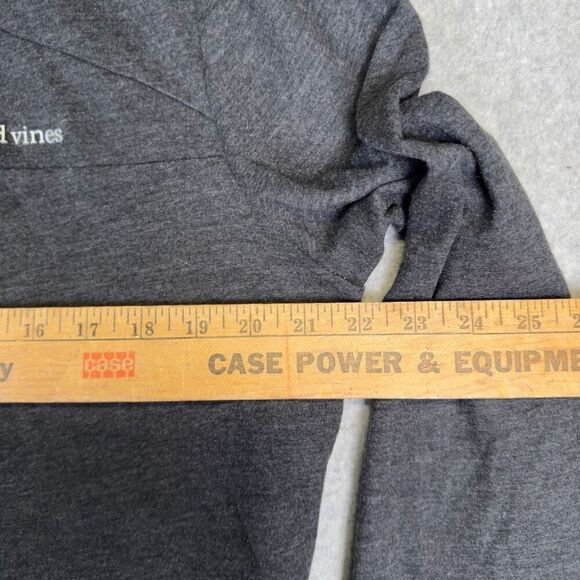 d vines
16 17 18 19 20 21 22 23 24 25
y case CASE POWER & EQUIPME